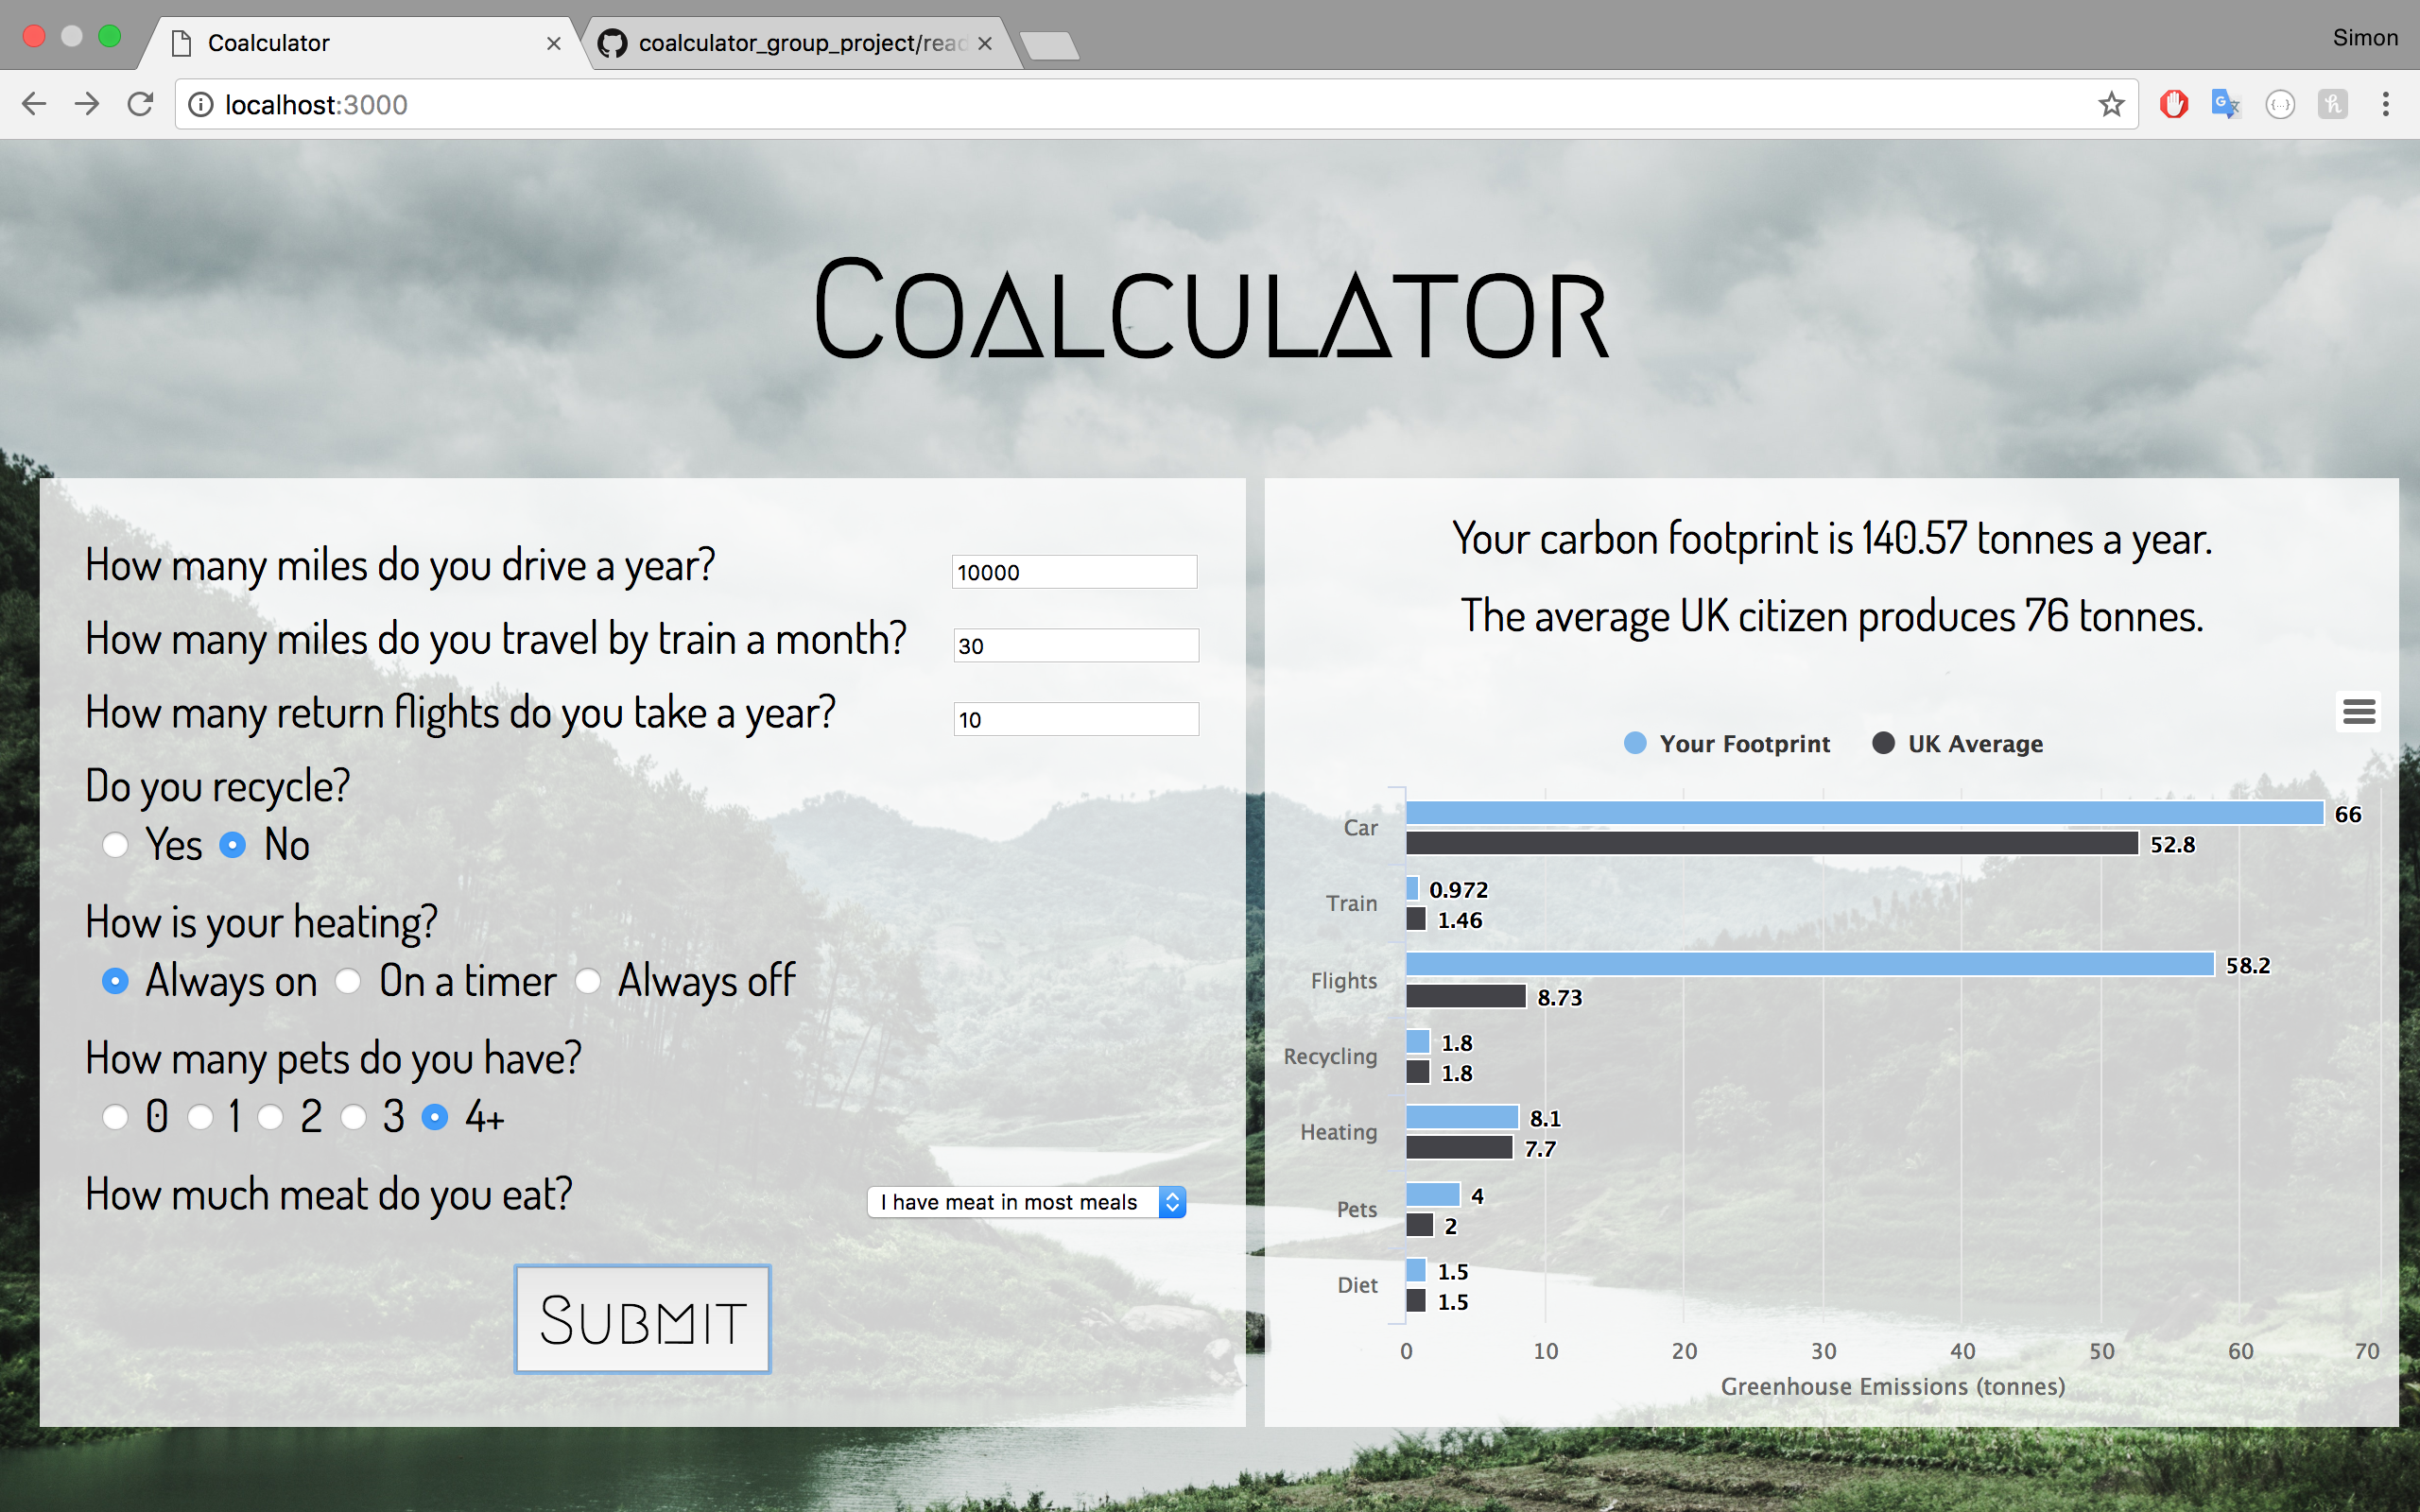 Coalculator
coalculator_group_project/read
Simon
localhost:3000
Coalculator
How many miles do you drive a year?
10000
How many miles do you travel by train a month?
30
How many return flights do you take a year?
10
Do you recycle?
Yes No
How is your heating?
Always on On a timer Always off
How many pets do you have?
0 1 2 3 4+
How much meat do you eat?
I have meat in most meals
Submit
Your carbon footprint is 140.57 tonnes a year.
The average UK citizen produces 76 tonnes.
Your Footprint UK Average
Car
66
52.8
Train
0.972
1.46
Flights
58.2
8.73
Recycling
1.8
1.8
Heating
8.1
7.7
Pets
4
2
Diet
1.5
1.5
0 10 20 30 40 50 60 70
Greenhouse Emissions (tonnes)